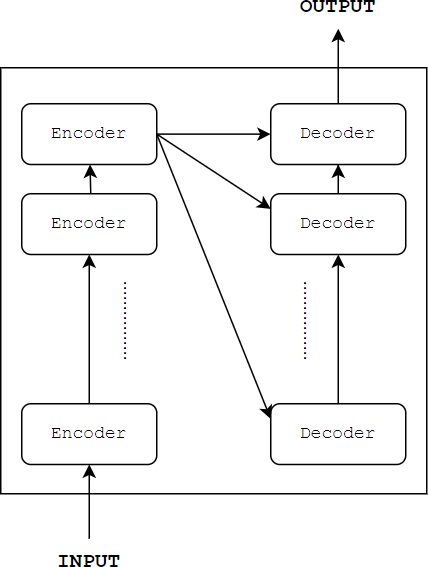 OUTPUT
Encoder
Decoder
Encoder
Decoder
Encoder
Decoder
INPUT